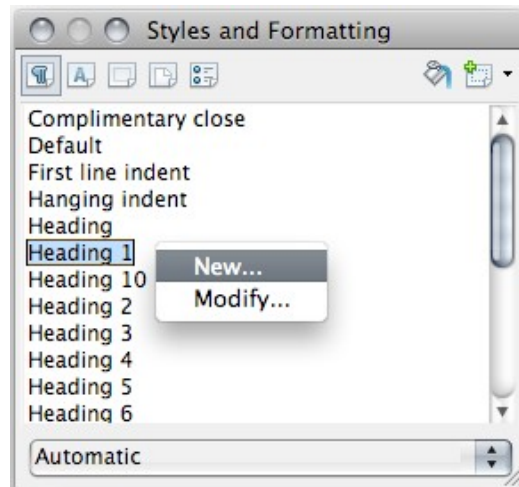 Styles and Formatting
Complimentary close
Default
First line indent
Hanging indent
Heading
Heading 1
New...
Heading 10
Modify...
Heading 2
Heading 3
Heading 4
Heading 5
Heading 6
Automatic